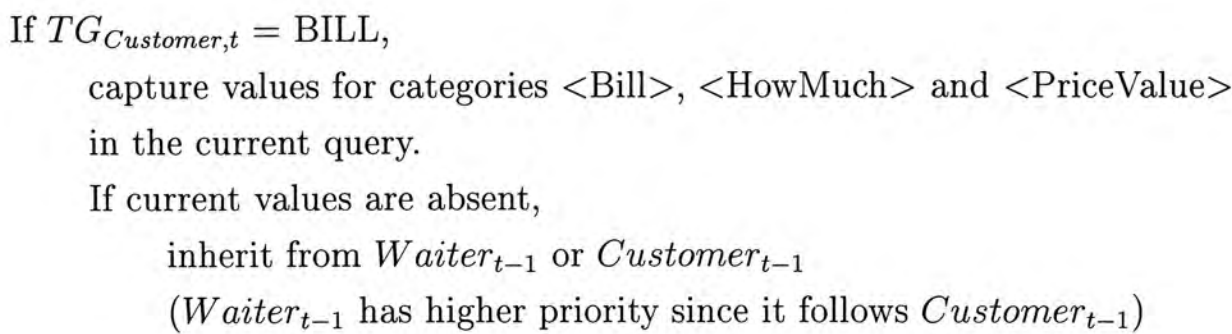 If $TG_{Customer,t}$ = BILL,
capture values for categories <Bill>, <HowMuch> and <PriceValue>
in the current query.
If current values are absent,
inherit from $Waiter_{t-1}$ or $Customer_{t-1}$
($Waiter_{t-1}$ has higher priority since it follows $Customer_{t-1}$)